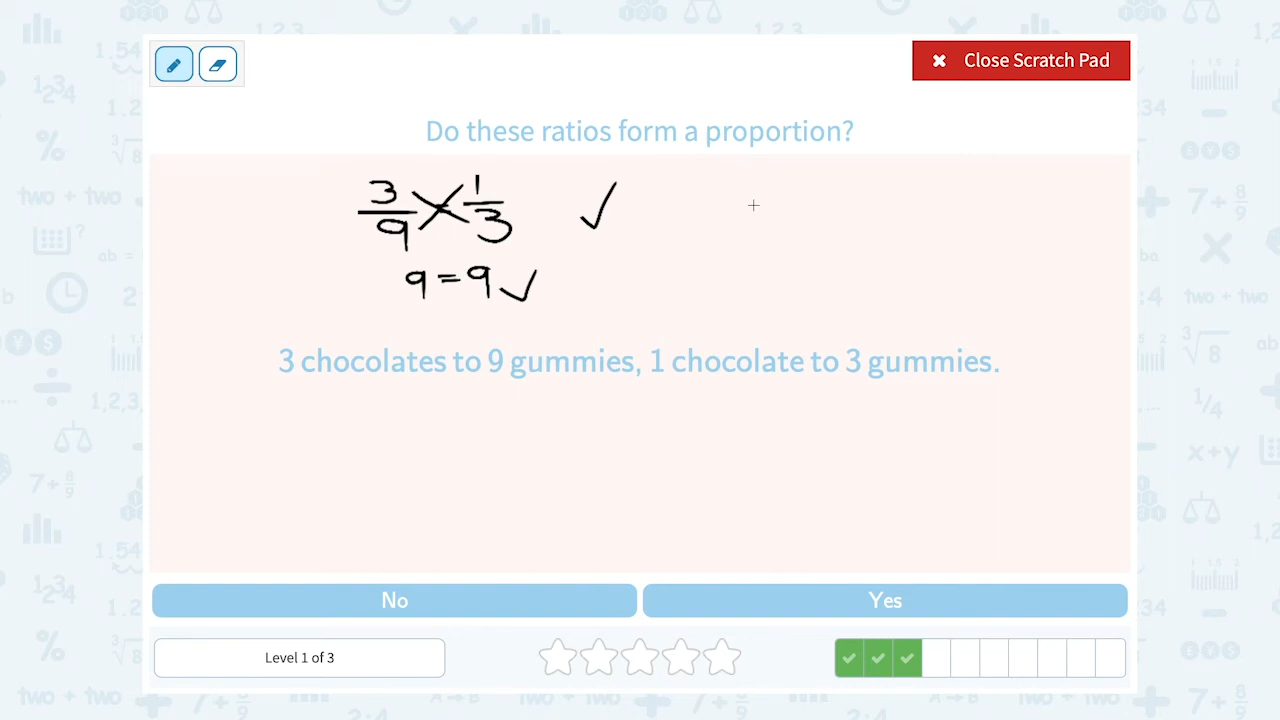 Close Scratch Pad
Do these ratios form a proportion?
3/9 = 1/3 ✓
9 = 9 ✓
3 chocolates to 9 gummies, 1 chocolate to 3 gummies.
No
Yes
Level 1 of 3